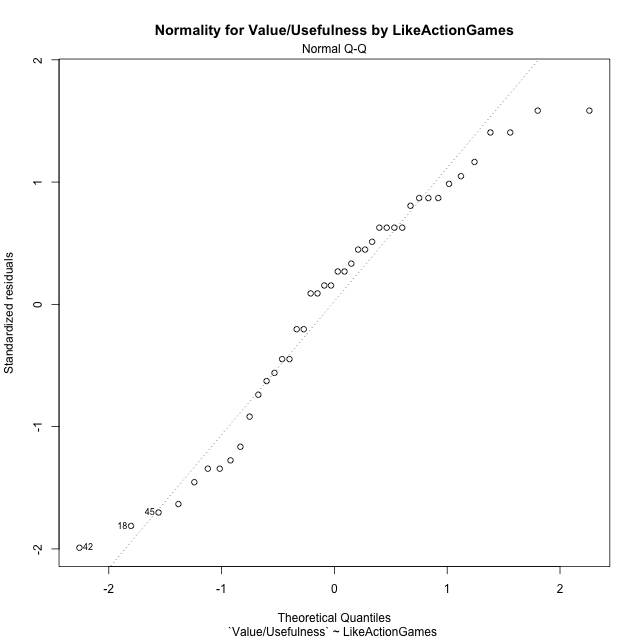 Normality for Value/Usefulness by LikeActionGames
Normal Q-Q
2
1
0
-1
-2
Standardized residuals
45
18
42
-2 -1 0 1 2
Theoretical Quantiles
`Value/Usefulness` ~ LikeActionGames